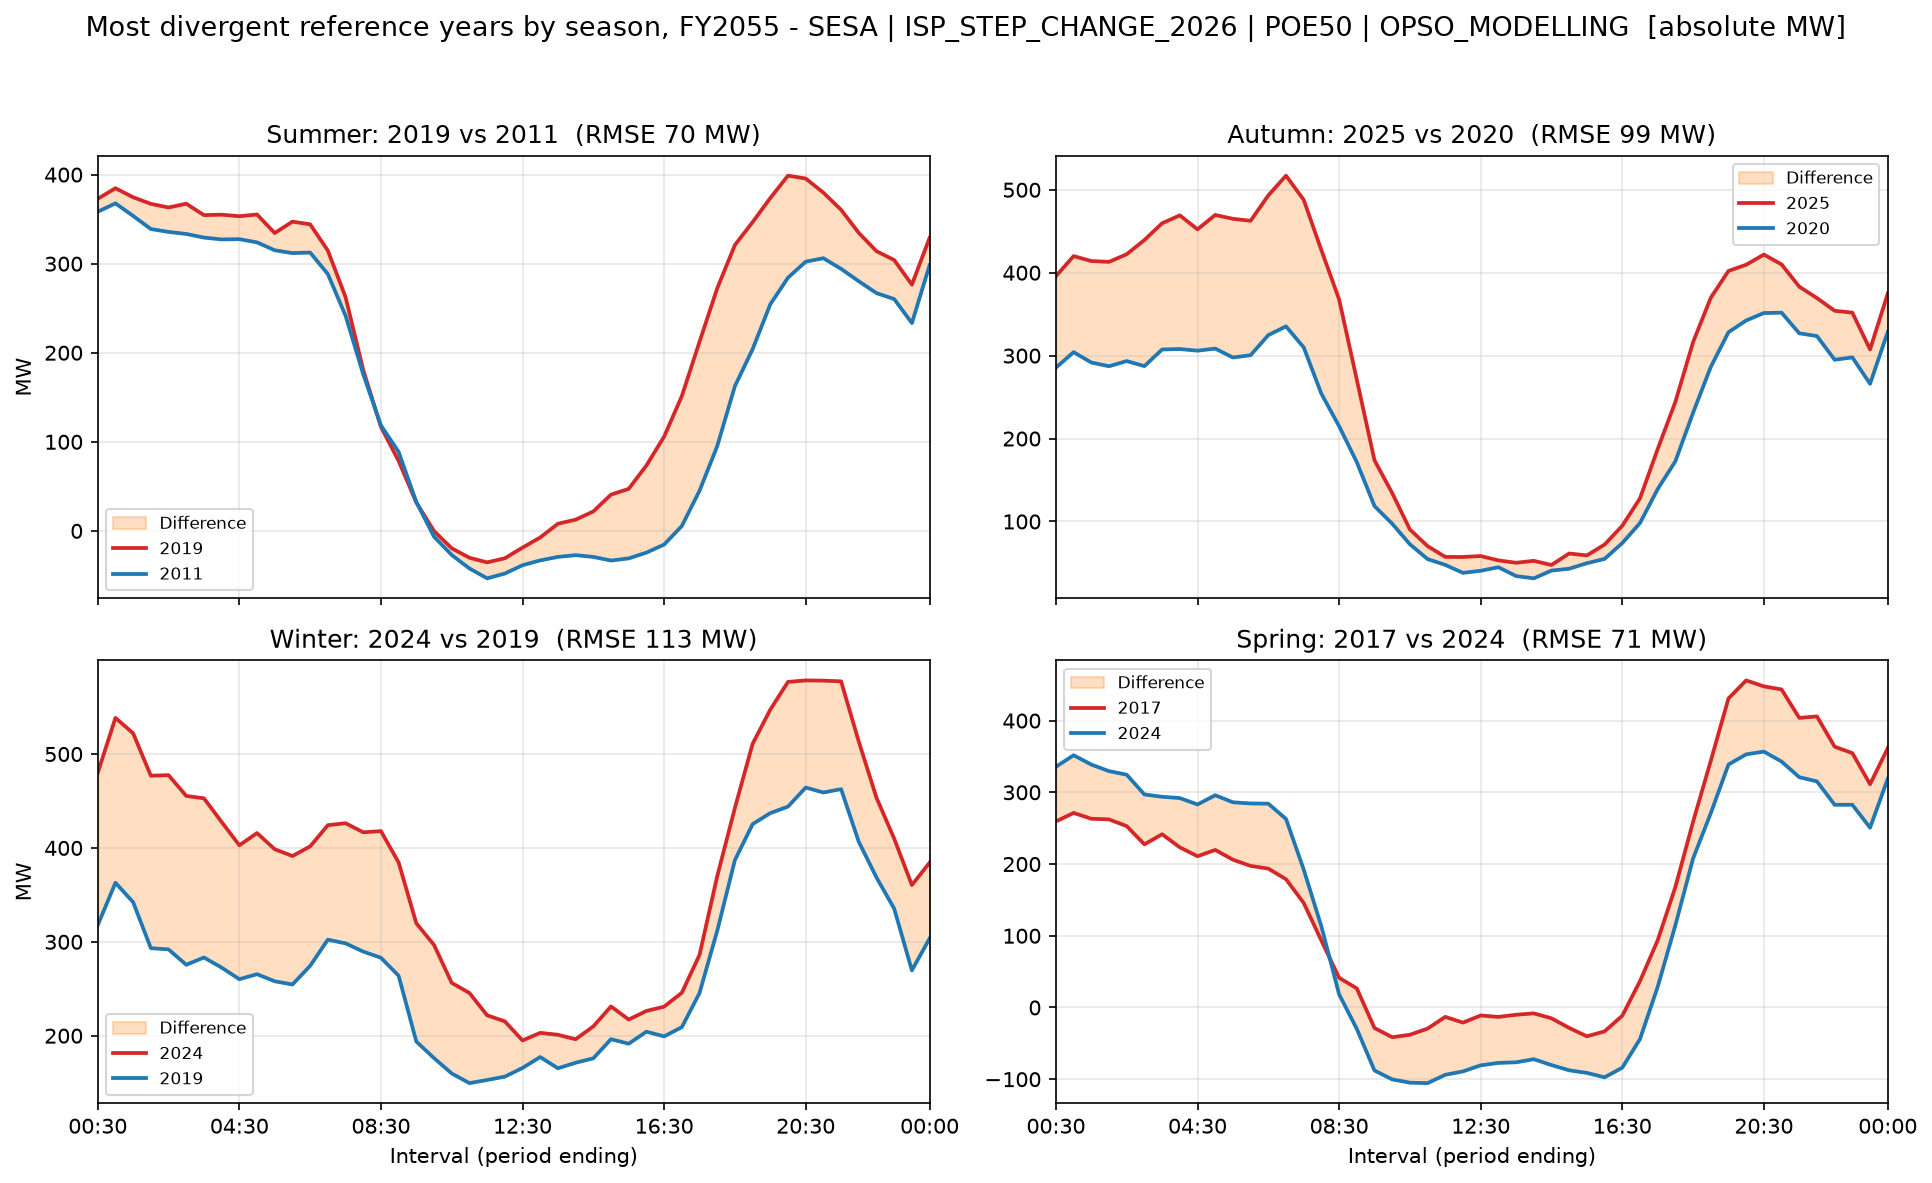 Most divergent reference years by season, FY2055 - SESA | ISP_STEP_CHANGE_2026 | POE50 | OPSO_MODELLING  [absolute MW]
Summer: 2019 vs 2011  (RMSE 70 MW)
400
300
200
100
0
MW
Difference
2019
2011
Autumn: 2025 vs 2020  (RMSE 99 MW)
500
400
300
200
100
Difference
2025
2020
Winter: 2024 vs 2019  (RMSE 113 MW)
500
400
300
200
MW
Difference
2024
2019
00:30 04:30 08:30 12:30 16:30 20:30 00:00
Interval (period ending)
Spring: 2017 vs 2024  (RMSE 71 MW)
400
300
200
100
0
−100
Difference
2017
2024
00:30 04:30 08:30 12:30 16:30 20:30 00:00
Interval (period ending)